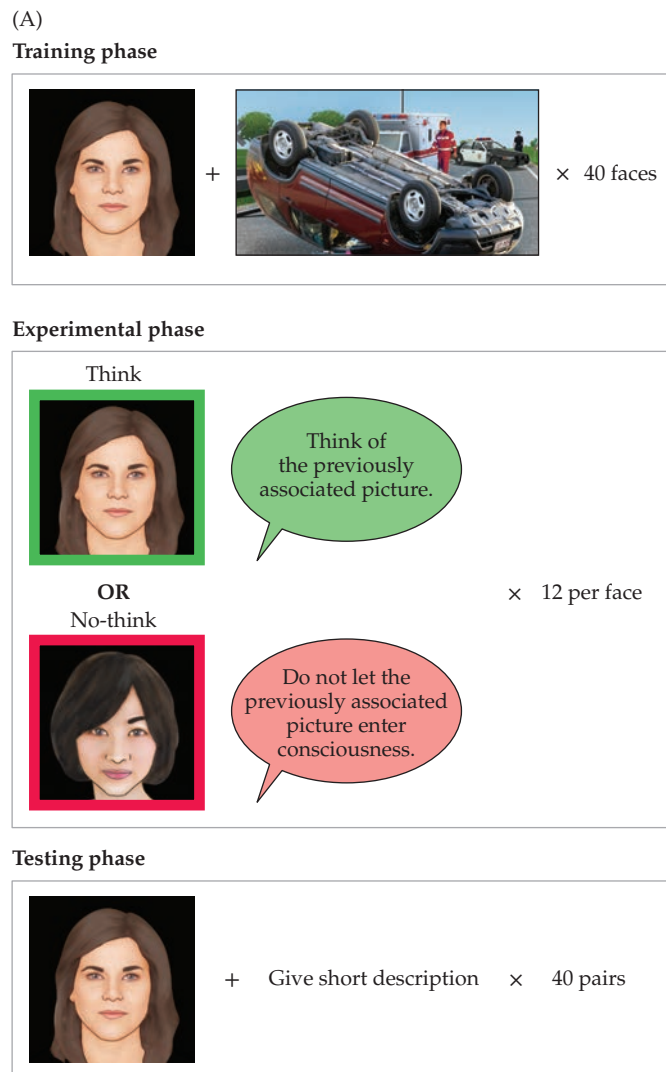 (A)
Training phase
+
× 40 faces
Experimental phase
Think
Think of
the previously
associated picture.
OR
No-think
× 12 per face
Do not let the
previously associated
picture enter
consciousness.
Testing phase
+ Give short description × 40 pairs